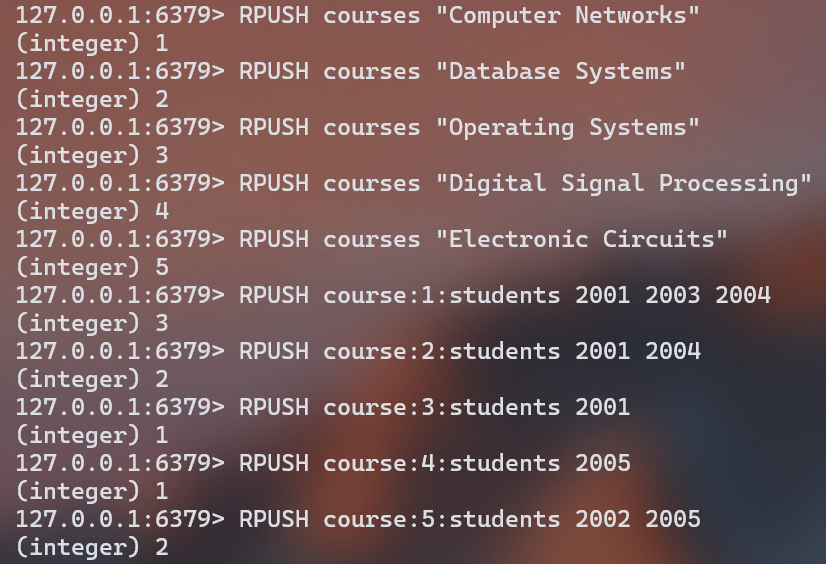 127.0.0.1:6379> RPUSH courses "Computer Networks"
(integer) 1
127.0.0.1:6379> RPUSH courses "Database Systems"
(integer) 2
127.0.0.1:6379> RPUSH courses "Operating Systems"
(integer) 3
127.0.0.1:6379> RPUSH courses "Digital Signal Processing"
(integer) 4
127.0.0.1:6379> RPUSH courses "Electronic Circuits"
(integer) 5
127.0.0.1:6379> RPUSH course:1:students 2001 2003 2004
(integer) 3
127.0.0.1:6379> RPUSH course:2:students 2001 2004
(integer) 2
127.0.0.1:6379> RPUSH course:3:students 2001
(integer) 1
127.0.0.1:6379> RPUSH course:4:students 2005
(integer) 1
127.0.0.1:6379> RPUSH course:5:students 2002 2005
(integer) 2